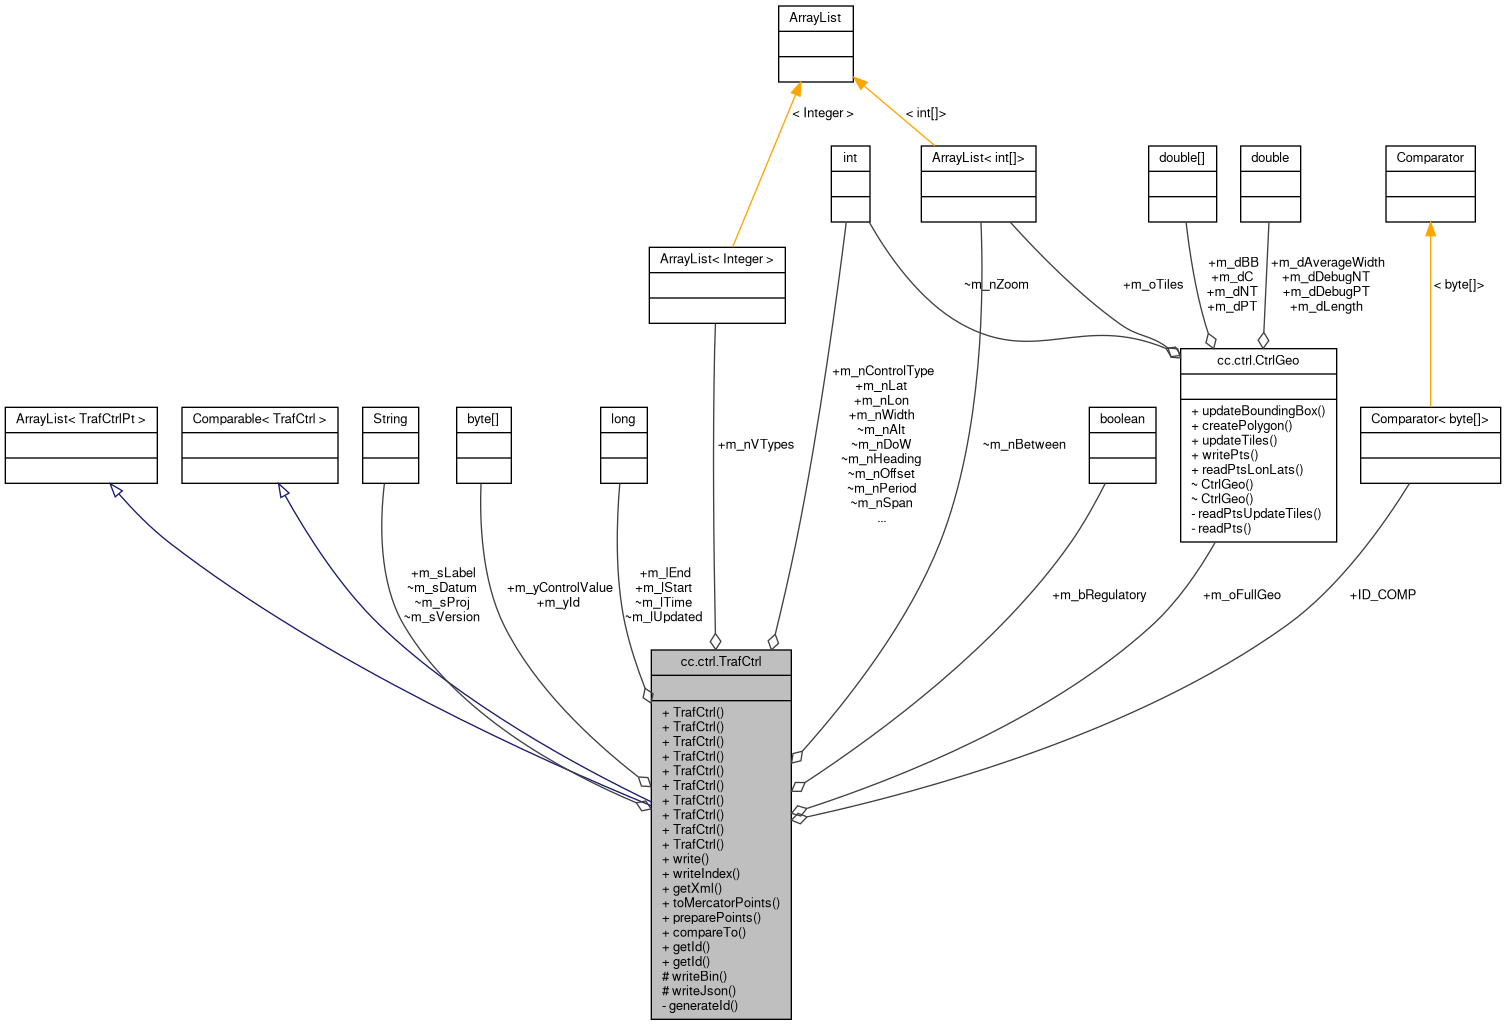 ArrayList
< Integer >
< int[]>
int
ArrayList< int[]>
double[]
double
Comparator
ArrayList< Integer >
~m_nZoom
+m_oTiles
+m_dBB
+m_dC
+m_dNT
+m_dPT
+m_dAverageWidth
+m_dDebugNT
+m_dDebugPT
+m_dLength
< byte[]>
cc.ctrl.CtrlGeo
+ updateBoundingBox()
+ createPolygon()
+ updateTiles()
+ writePts()
+ readPtsLonLats()
~ CtrlGeo()
~ CtrlGeo()
- readPtsUpdateTiles()
- readPts()
ArrayList< TrafCtrlPt >
Comparable< TrafCtrl >
String
byte[]
long
+m_nVTypes
+m_nControlType
+m_nLat
+m_nLon
+m_nWidth
~m_nAlt
~m_nDoW
~m_nHeading
~m_nOffset
~m_nPeriod
~m_nSpan
...
~m_nBetween
boolean
Comparator< byte[]>
+m_sLabel
~m_sDatum
~m_sProj
~m_sVersion
+m_yControlValue
+m_yId
+m_lEnd
+m_lStart
~m_lTime
~m_lUpdated
+m_bRegulatory
+m_oFullGeo
+ID_COMP
cc.ctrl.TrafCtrl
+ TrafCtrl()
+ TrafCtrl()
+ TrafCtrl()
+ TrafCtrl()
+ TrafCtrl()
+ TrafCtrl()
+ TrafCtrl()
+ TrafCtrl()
+ TrafCtrl()
+ TrafCtrl()
+ write()
+ writeIndex()
+ getXml()
+ toMercatorPoints()
+ preparePoints()
+ compareTo()
+ getId()
+ getId()
# writeBin()
# writeJson()
- generateId()